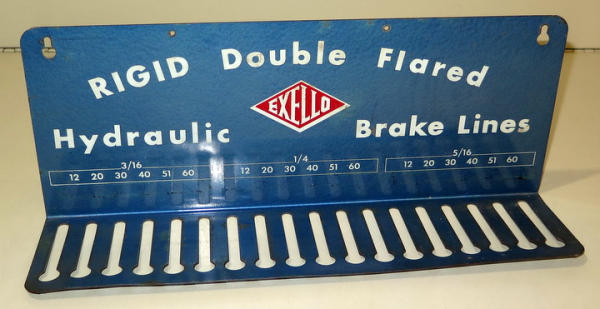 RIGID Double Flared
EXELLO
Hydraulic Brake Lines
3/16 1/4 5/16
12 20 30 40 51 60 12 20 30 40 51 60 12 20 30 40 51 60